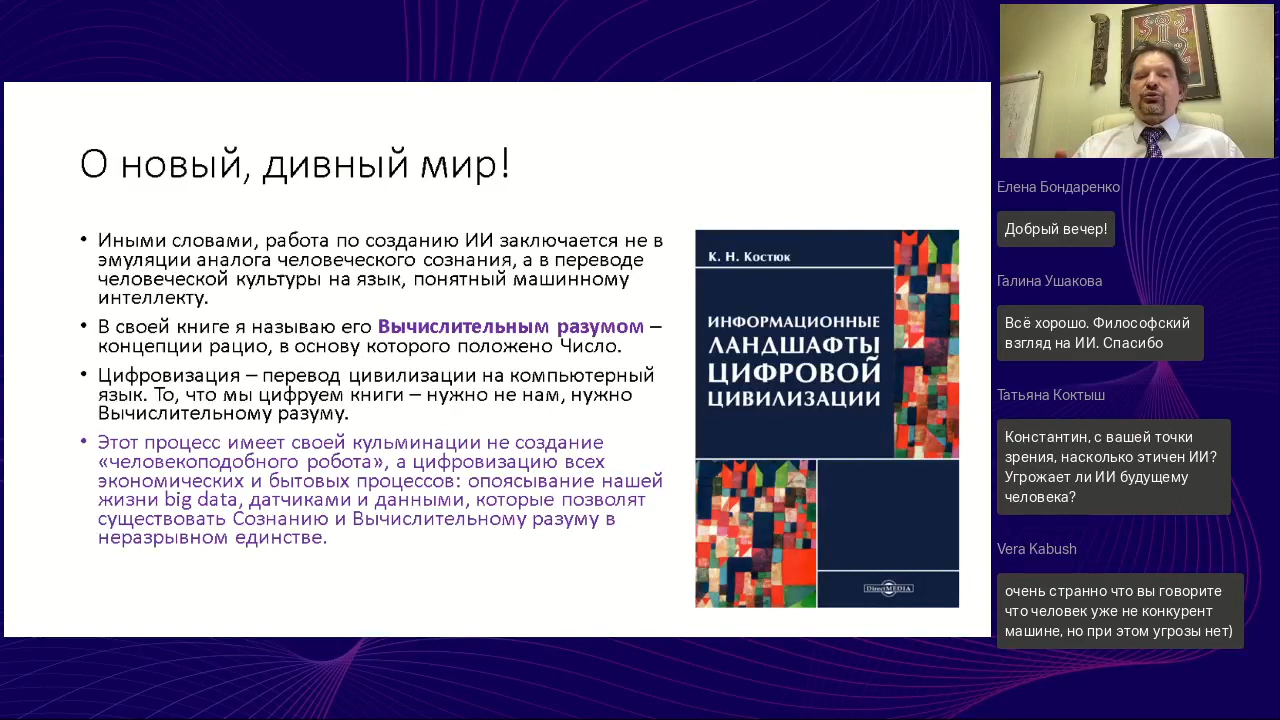 О новый, дивный мир!
• Иными словами, работа по созданию ИИ заключается не в
эмуляции аналога человеческого сознания, а в переводе
человеческой культуры на язык, понятный машинному
интеллекту.
• В своей книге я называю его Вычислительным разумом –
концепции рацио, в основу которого положено Число.
• Цифровизация – перевод цивилизации на компьютерный
язык. То, что мы цифруем книги – нужно не нам, нужно
Вычислительному разуму.
• Этот процесс имеет своей кульминации не создание
«человекоподобного робота», а цифровизацию всех
экономических и бытовых процессов: опоясывание нашей
жизни big data, датчиками и данными, которые позволят
существовать Сознанию и Вычислительному разуму в
неразрывном единстве.
К. Н. Костюк
ИНФОРМАЦИОННЫЕ
ЛАНДШАФТЫ
ЦИФРОВОЙ
ЦИВИЛИЗАЦИИ
DirectMEDIA
Елена Бондаренко
Добрый вечер!
Галина Ушакова
Всё хорошо. Философский
взгляд на ИИ. Спасибо
Татьяна Коктыш
Константин, с вашей точки
зрения, насколько этичен ИИ?
Угрожает ли ИИ будущему
человека?
Vera Kabush
очень странно что вы говорите
что человек уже не конкурент
машине, но при этом угрозы нет)